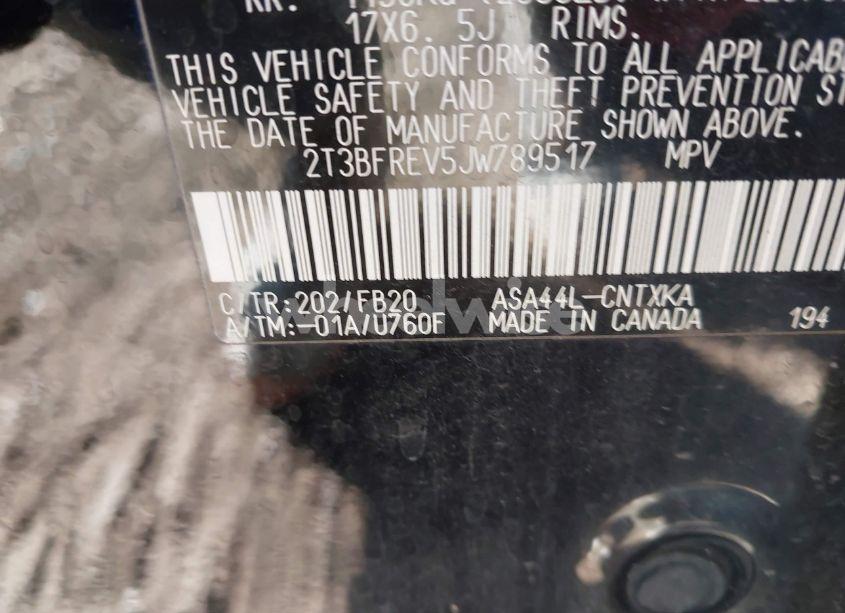 17X6. 5J RIMS.
THIS VEHICLE CONFORMS TO ALL APPLICAB
VEHICLE SAFETY AND THEFT PREVENTION ST
THE DATE OF MANUFACTURE SHOWN ABOVE.
2T3BFREV5JW789517 MPV
C/TR:202/FB20 ASA44L-CNTXKA
A/TM:-01A/U760F MADE IN CANADA 194